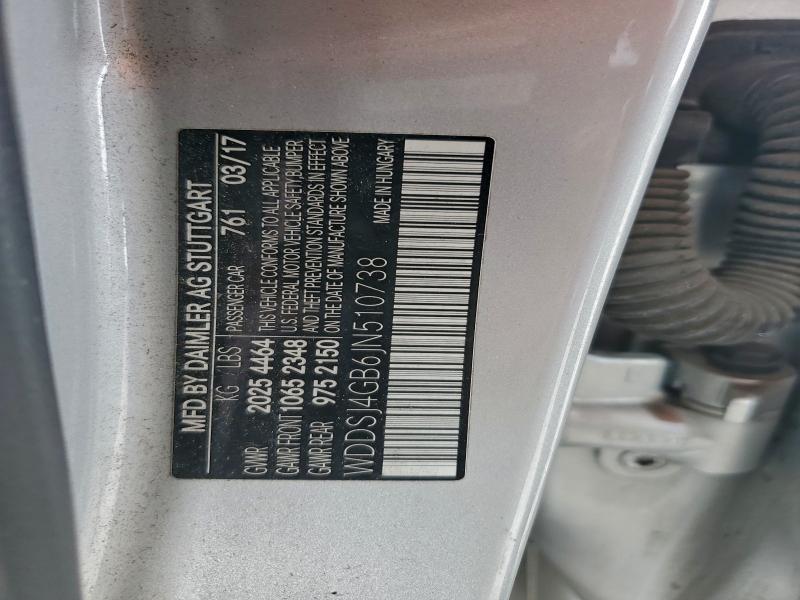 MFD BY DAIMLER AG STUTTGART
KG LBS PASSENGER CAR 761 03/17
GVWR 2025 4464 THIS VEHICLE CONFORMS TO ALL APPLICABLE
GAWR FRONT 1065 2348 U.S. FEDERAL MOTOR VEHICLE SAFETY,BUMPER,
GAWR REAR 975 2150 AND THEFT PREVENTION STANDARDS IN EFFECT
ON THE DATE OF MANUFACTURE SHOWN ABOVE
WDDSJ4GB6JN510738 MADE IN HUNGARY